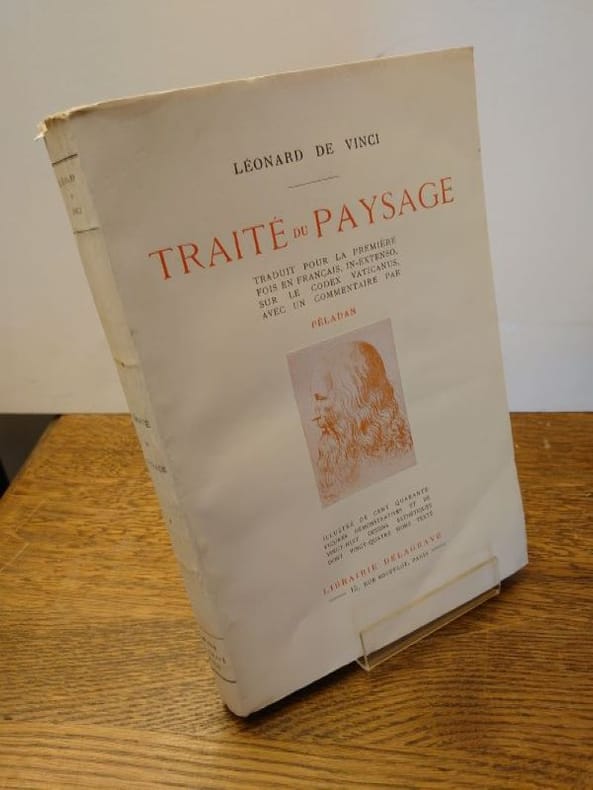 LÉONARD DE VINCI
TRAITÉ DU PAYSAGE
TRADUIT POUR LA PREMIÈRE
FOIS EN FRANÇAIS, IN-EXTENSO,
SUR LE CODEX VATICANUS,
AVEC UN COMMENTAIRE PAR
PÉLADAN
ILLUSTRÉ DE CENT QUARANTE
FIGURES DÉMONSTRATIVES ET DE
VINGT-HUIT DESSINS ESTHÉTIQUES
DONT VINGT-QUATRE HORS TEXTE
LIBRAIRIE DELAGRAVE
15, RUE SOUFFLOT, PARIS